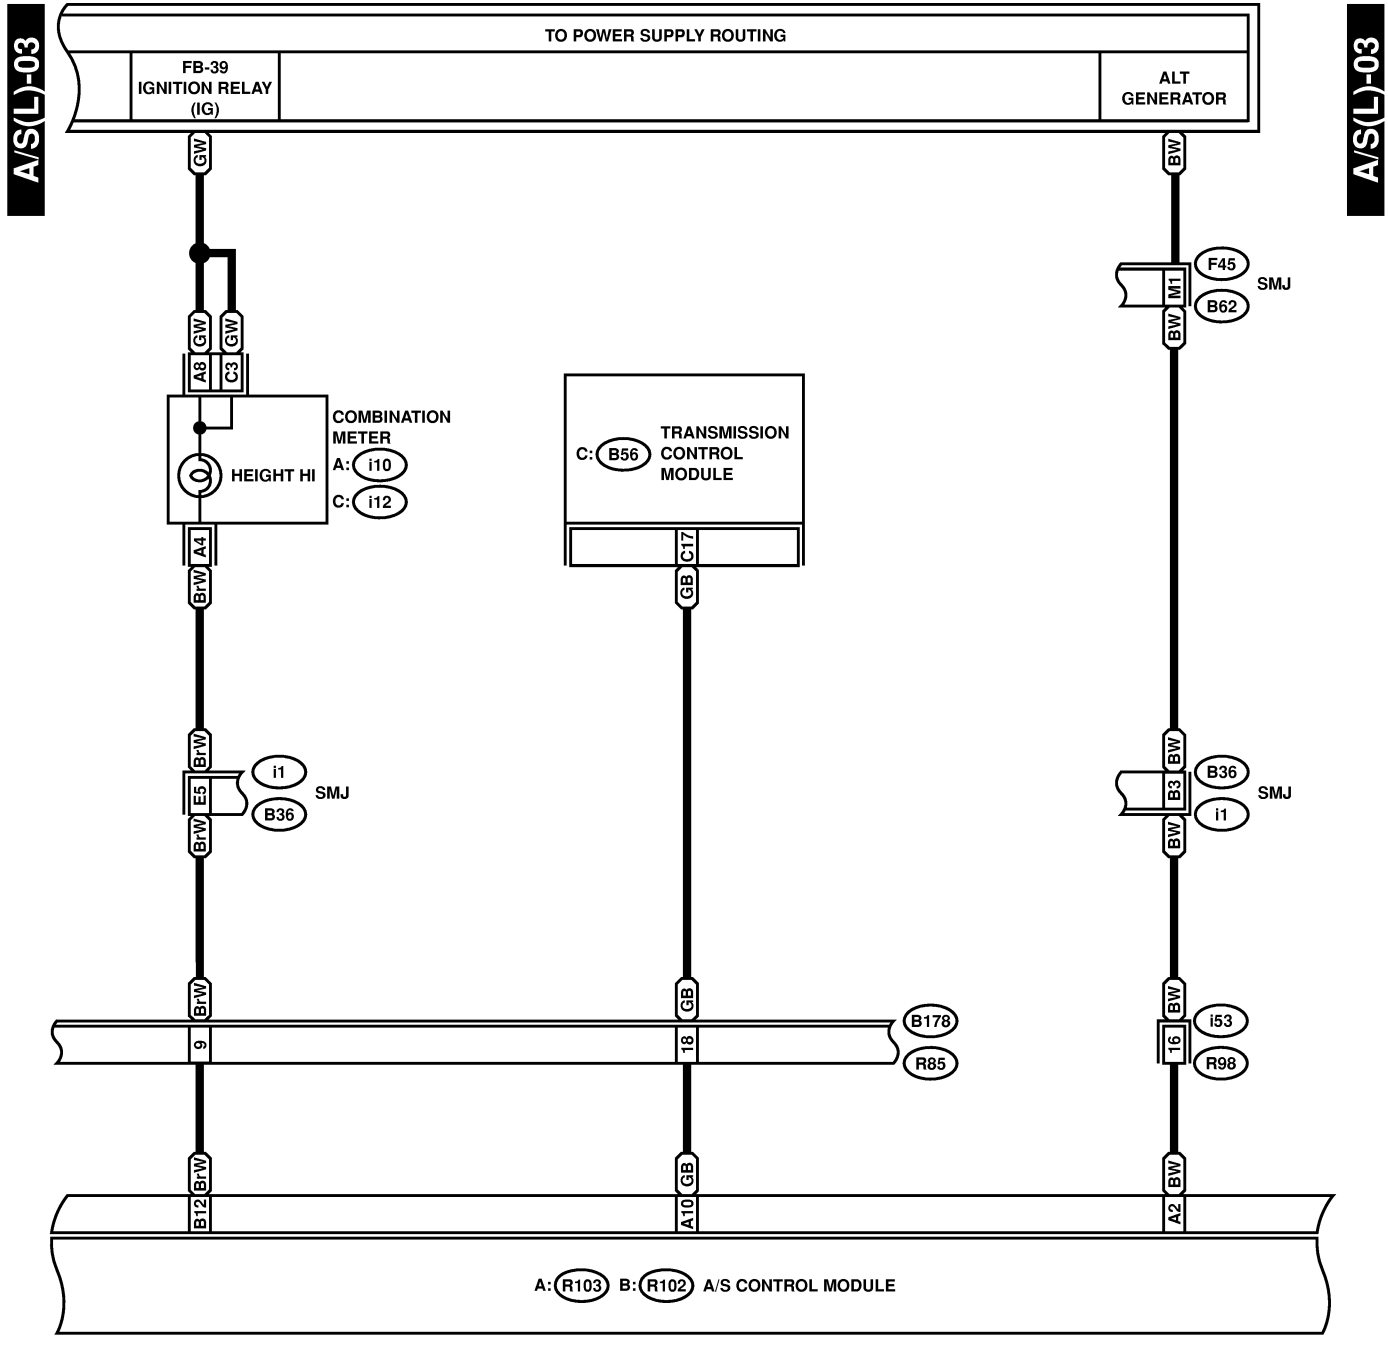 A/S(L)-03
A/S(L)-03
TO POWER SUPPLY ROUTING
FB-39
IGNITION RELAY
(IG)
ALT
GENERATOR
GW
BW
F45
M1
SMJ
B62
GW
GW
BW
A8
C3
COMBINATION
METER
A: i10
C: i12
HEIGHT HI
C: B56
TRANSMISSION
CONTROL
MODULE
A4
C17
BrW
GB
BrW
BW
i1
E5
SMJ
B36
B36
B3
SMJ
i1
BrW
BW
BrW
GB
BW
B178
i53
9
18
16
R85
R98
BrW
GB
BW
B12
A10
A2
A: R103 B: R102 A/S CONTROL MODULE